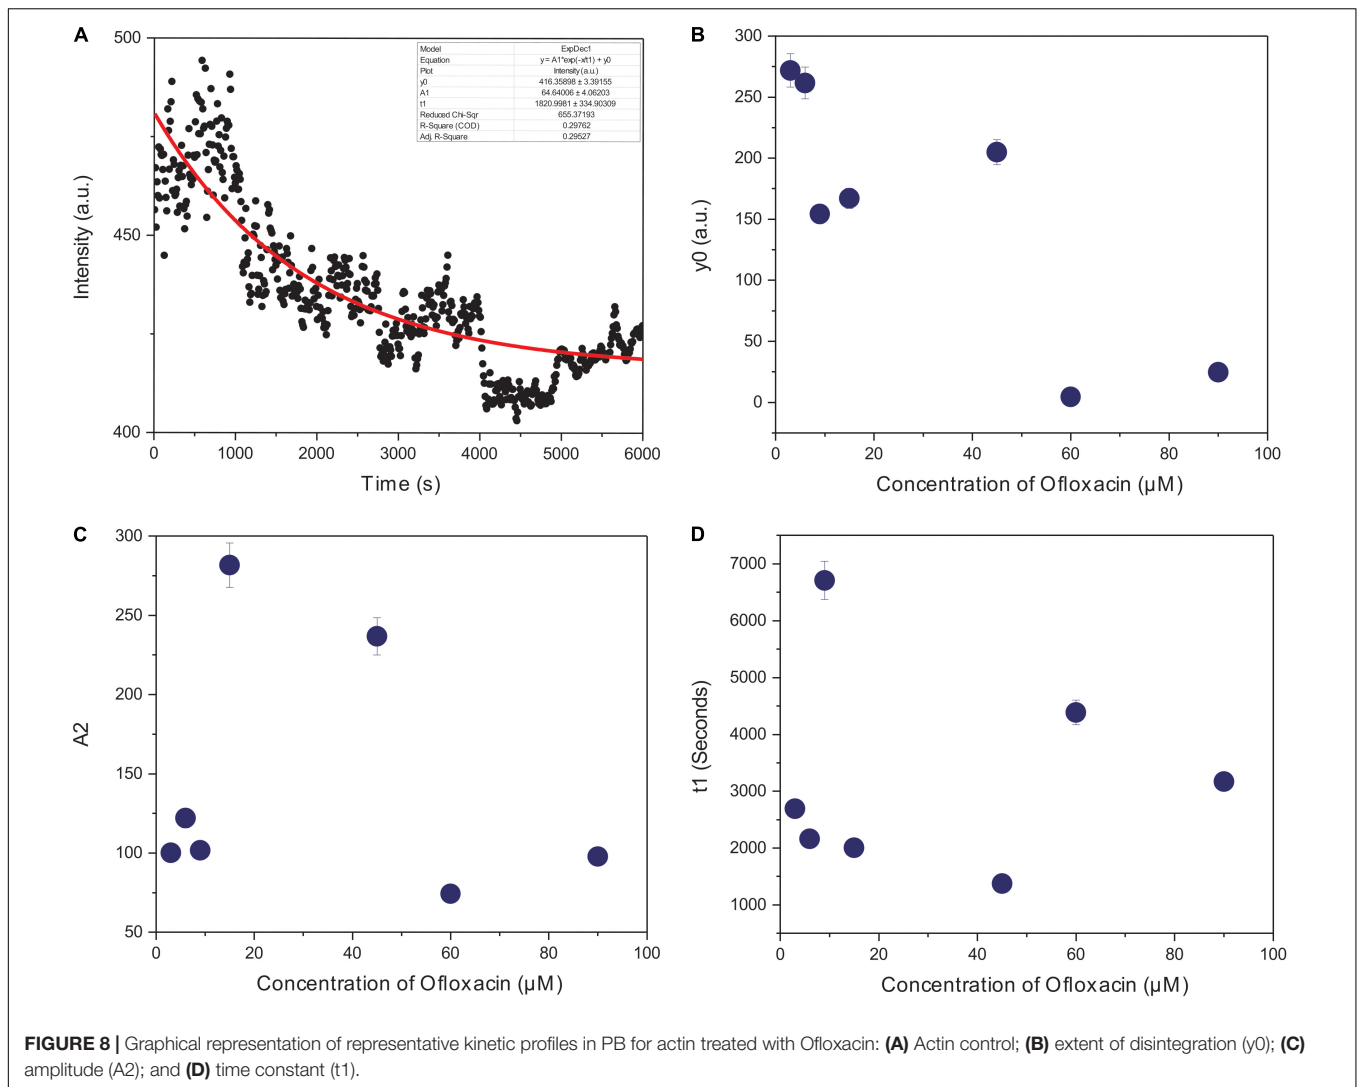 A
500
450
400
Intensity (a.u.)
0 1000 2000 3000 4000 5000 6000
Time (s)
Model ExpDec1
Equation y = A1*exp(-x/t1) + y0
Plot Intensity (a.u.)
y0 416.35898 ± 3.39155
A1 64.64006 ± 4.06203
t1 1820.9981 ± 334.90309
Reduced Chi-Sqr 655.37193
R-Square (COD) 0.29762
Adj. R-Square 0.29527
B
300
250
200
150
100
50
0
y0 (a.u.)
0 20 40 60 80 100
Concentration of Ofloxacin (µM)
C
300
250
200
150
100
50
A2
0 20 40 60 80 100
Concentration of Ofloxacin (µM)
D
7000
6000
5000
4000
3000
2000
1000
t1 (Seconds)
0 20 40 60 80 100
Concentration of Ofloxacin (µM)
FIGURE 8 | Graphical representation of representative kinetic profiles in PB for actin treated with Ofloxacin: (A) Actin control; (B) extent of disintegration (y0); (C)
amplitude (A2); and (D) time constant (t1).